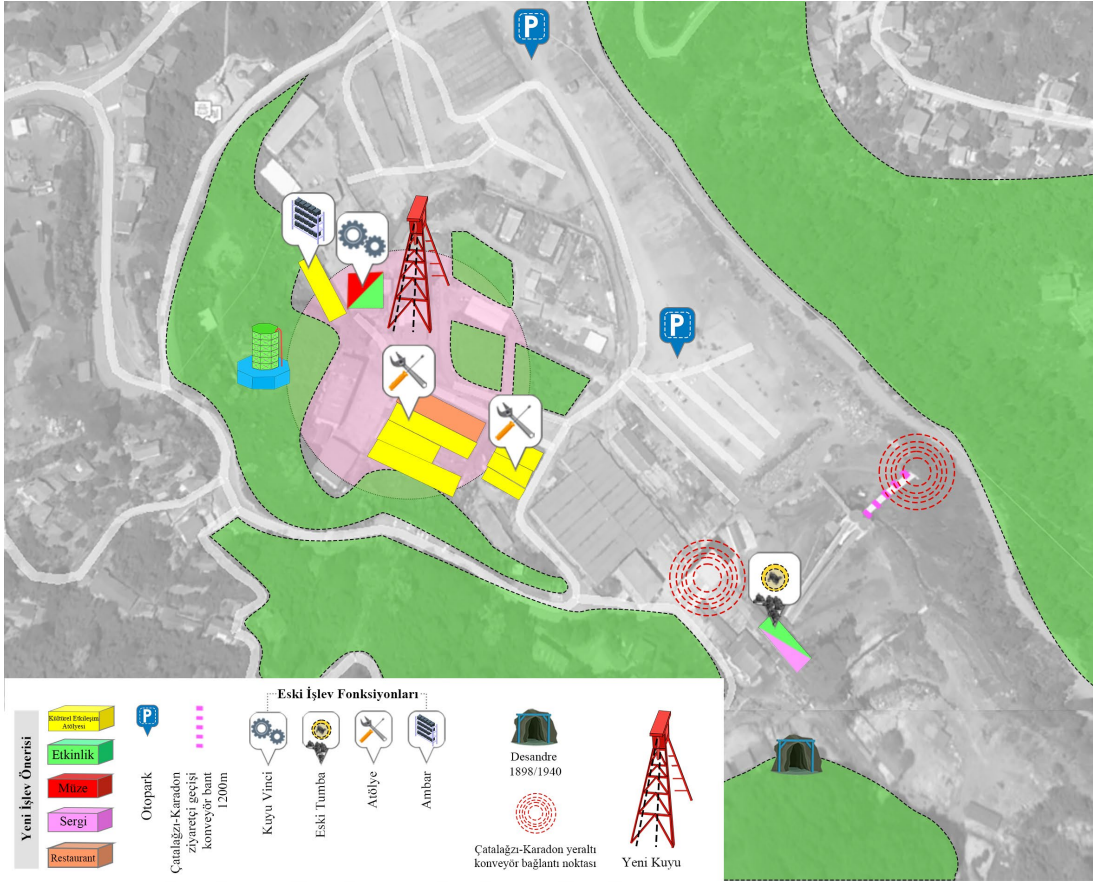 P
P
Eski İşlev Fonksiyonları
Yeni İşlev Önerisi
Kültürel Etkileşim
Atölyesi
Etkinlik
Müze
Sergi
Restaurant
P
Otopark
Çatalağzı-Karadon
ziyaretçi geçişi
konveyör bant
1200m
Kuyu Vinci
Eski Tumba
Atölye
Ambar
Desandre
1898/1940
Çatalağzı-Karadon yeraltı
konveyör bağlantı noktası
Yeni Kuyu